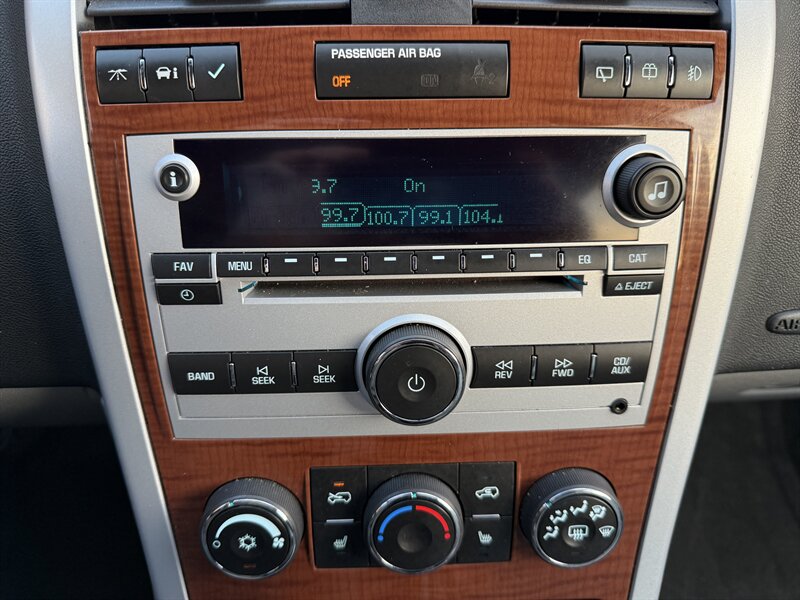 PASSENGER AIR BAG
OFF ON
9.7 On
99.7 100.7 99.1 104.1
FAV MENU EQ CAT
EJECT
BAND SEEK SEEK REV FWD CD/AUX